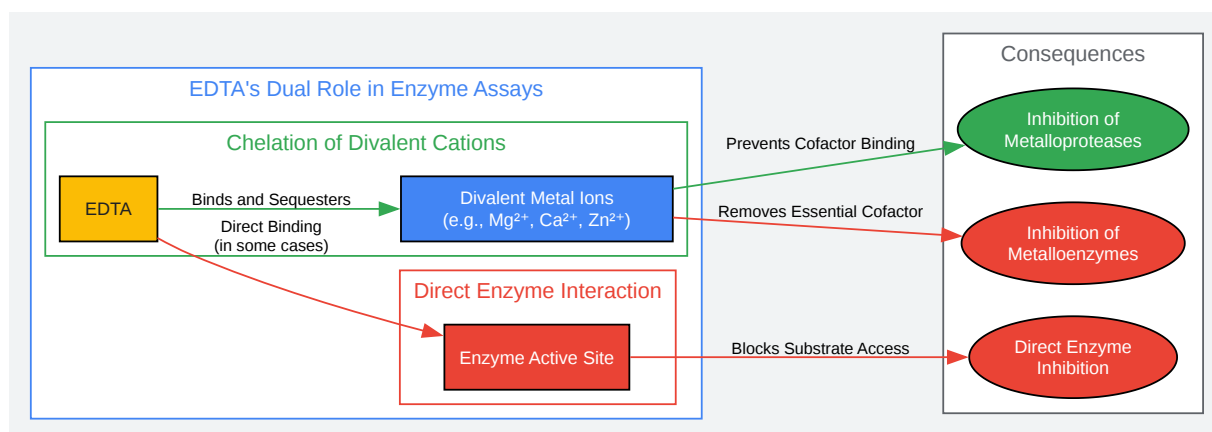 Consequences
EDTA's Dual Role in Enzyme Assays
Chelation of Divalent Cations
EDTA
Binds and Sequesters
Direct Binding
(in some cases)
Divalent Metal Ions
(e.g., Mg²⁺, Ca²⁺, Zn²⁺)
Prevents Cofactor Binding
Removes Essential Cofactor
Inhibition of
Metalloproteases
Inhibition of
Metalloenzymes
Direct Enzyme Interaction
Enzyme Active Site
Blocks Substrate Access
Direct Enzyme
Inhibition